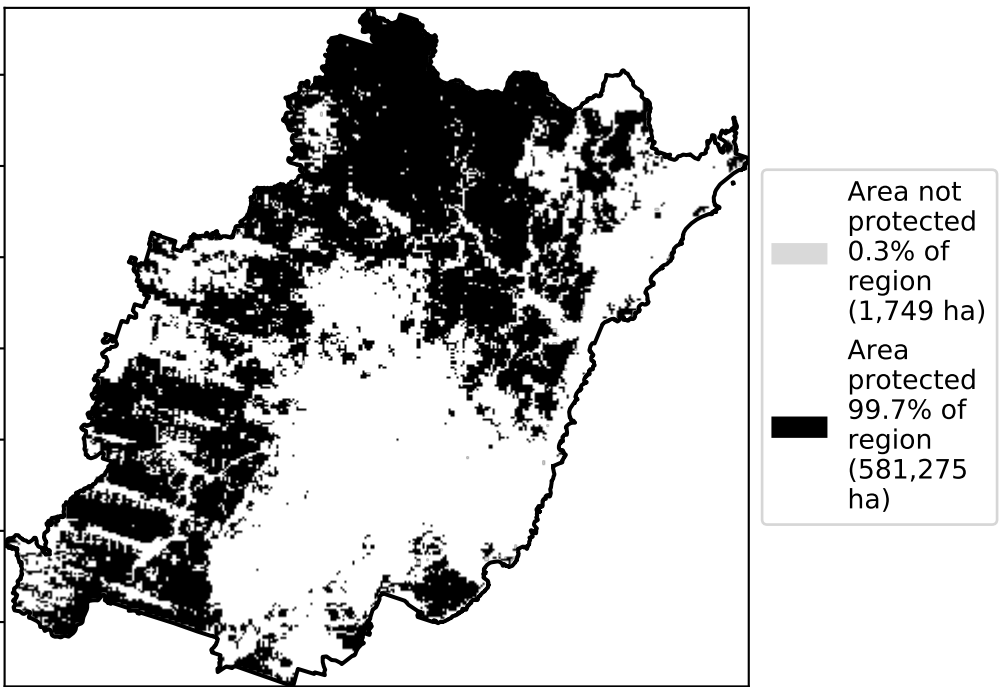 Area not
protected
0.3% of
region
(1,749 ha)
Area
protected
99.7% of
region
(581,275
ha)